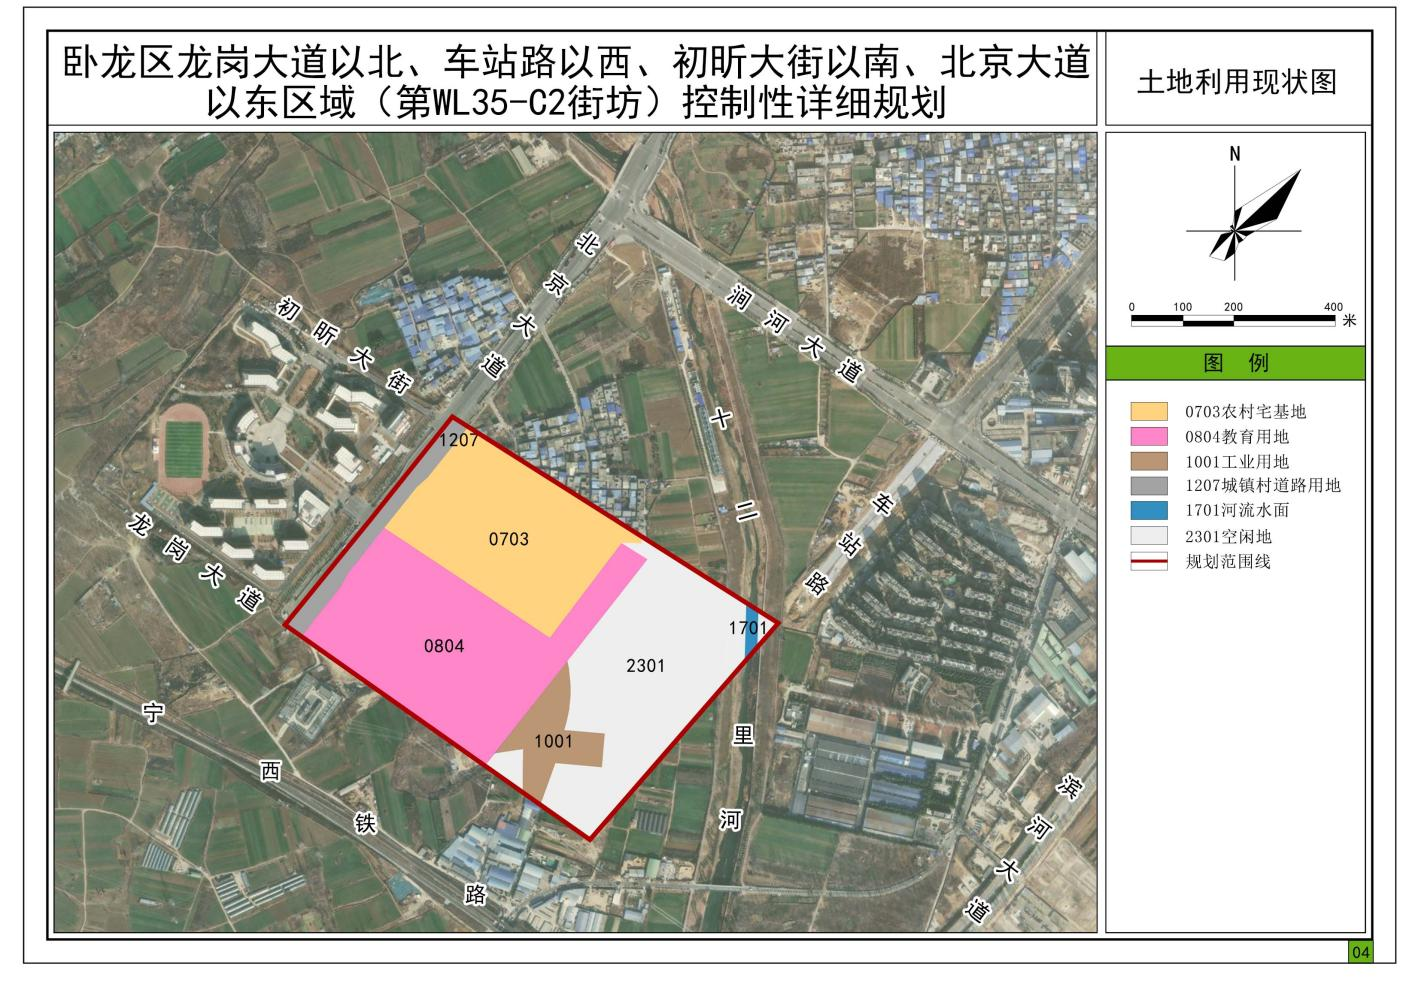 卧龙区龙岗大道以北、车站路以西、初昕大街以南、北京大道
以东区域（第WL35-C2街坊）控制性详细规划
土地利用现状图
N
0 100 200 400 米
图 例
0703农村宅基地
0804教育用地
1001工业用地
1207城镇村道路用地
1701河流水面
2301空闲地
规划范围线
北京大道
涧河大道
初昕大街
龙岗大道
十二里河
车站路
宁西铁路
滨河大道
1207
0703
0804
1701
2301
1001
04